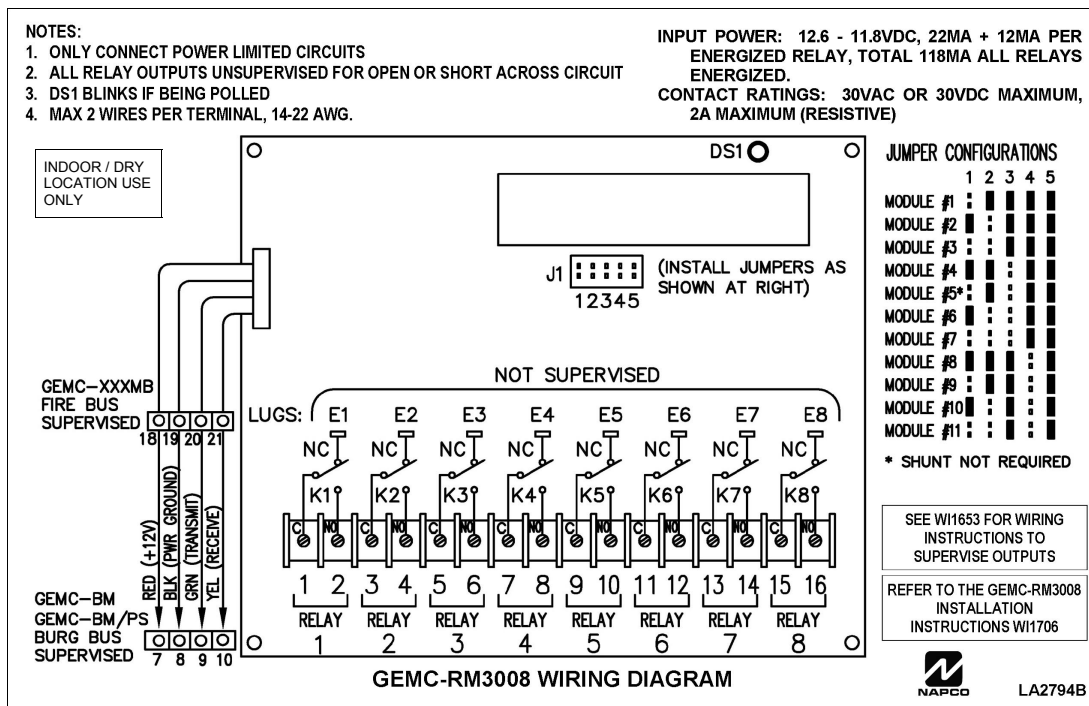 NOTES:
1. ONLY CONNECT POWER LIMITED CIRCUITS
2. ALL RELAY OUTPUTS UNSUPERVISED FOR OPEN OR SHORT ACROSS CIRCUIT
3. DS1 BLINKS IF BEING POLLED
4. MAX 2 WIRES PER TERMINAL, 14-22 AWG.
INPUT POWER: 12.6 - 11.8VDC, 22MA + 12MA PER
ENERGIZED RELAY, TOTAL 118MA ALL RELAYS
ENERGIZED.
CONTACT RATINGS: 30VAC OR 30VDC MAXIMUM,
2A MAXIMUM (RESISTIVE)
INDOOR / DRY
LOCATION USE
ONLY
DS1
J1
12345
(INSTALL JUMPERS AS
SHOWN AT RIGHT)
JUMPER CONFIGURATIONS
1 2 3 4 5
MODULE #1
MODULE #2
MODULE #3
MODULE #4
MODULE #5*
MODULE #6
MODULE #7
MODULE #8
MODULE #9
MODULE #10
MODULE #11
* SHUNT NOT REQUIRED
GEMC-XXXMB
FIRE BUS
SUPERVISED
18 19 20 21
RED (+12V)
BLK (PWR GROUND)
GRN (TRANSMIT)
YEL (RECEIVE)
GEMC-BM
GEMC-BM/PS
BURG BUS
SUPERVISED
7 8 9 10
NOT SUPERVISED
LUGS: E1 E2 E3 E4 E5 E6 E7 E8
NC NC NC NC NC NC NC NC
K1 K2 K3 K4 K5 K6 K7 K8
C NO C NO C NO C NO C NO C NO C NO C NO
1 2 3 4 5 6 7 8 9 10 11 12 13 14 15 16
RELAY RELAY RELAY RELAY RELAY RELAY RELAY RELAY
1 2 3 4 5 6 7 8
SEE WI1653 FOR WIRING
INSTRUCTIONS TO
SUPERVISE OUTPUTS
REFER TO THE GEMC-RM3008
INSTALLATION
INSTRUCTIONS WI1706
GEMC-RM3008 WIRING DIAGRAM
NAPCO
LA2794B